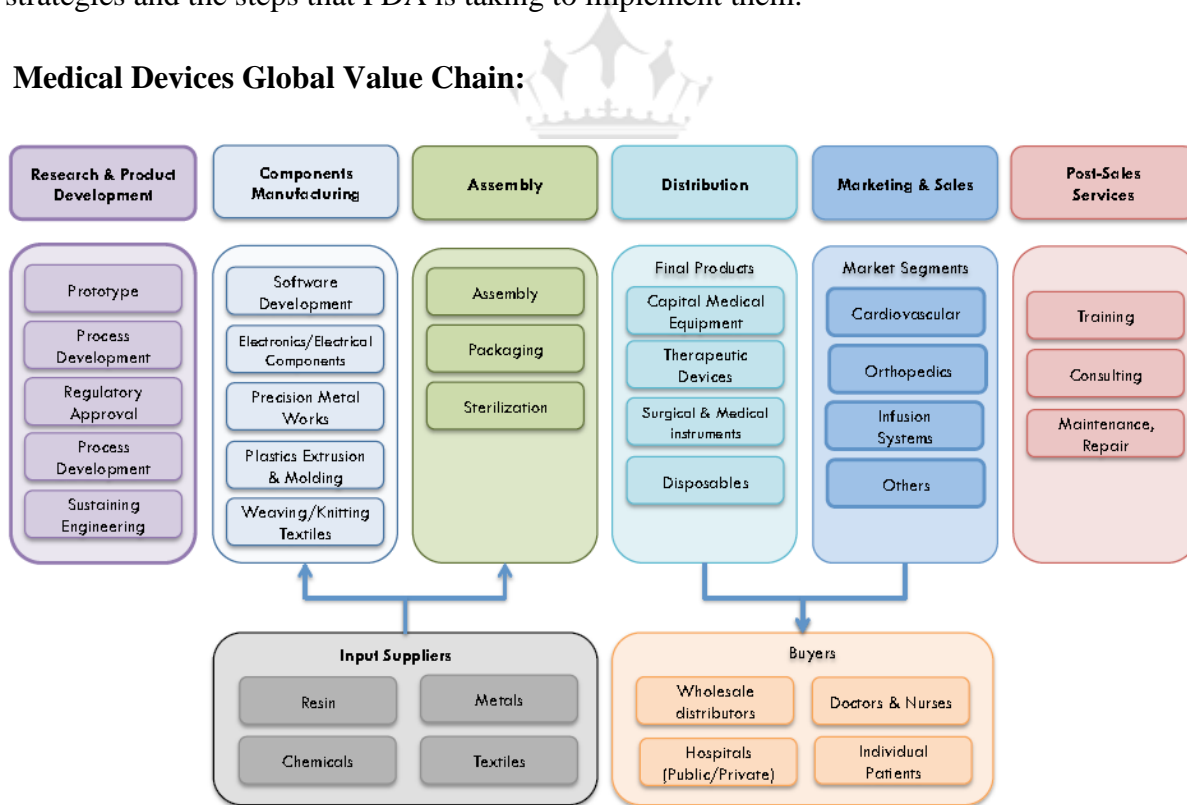 strategies and the steps that FDA is taking to implement them.
Medical Devices Global Value Chain:
Research & Product
Development
Components
Manufacturing
Assembly
Distribution
Marketing & Sales
Post-Sales
Services
Prototype
Process
Development
Regulatory
Approval
Process
Development
Sustaining
Engineering
Software
Development
Electronics/Electrical
Components
Precision Metal
Works
Plastics Extrusion
& Molding
Weaving/Knitting
Textiles
Assembly
Packaging
Sterilization
Final Products
Capital Medical
Equipment
Therapeutic
Devices
Surgical & Medical
instruments
Disposables
Market Segments
Cardiovascular
Orthopedics
Infusion
Systems
Others
Training
Consulting
Maintenance,
Repair
Input Suppliers
Resin
Metals
Chemicals
Textiles
Buyers
Wholesale
distributors
Doctors & Nurses
Hospitals
(Public/Private)
Individual
Patients